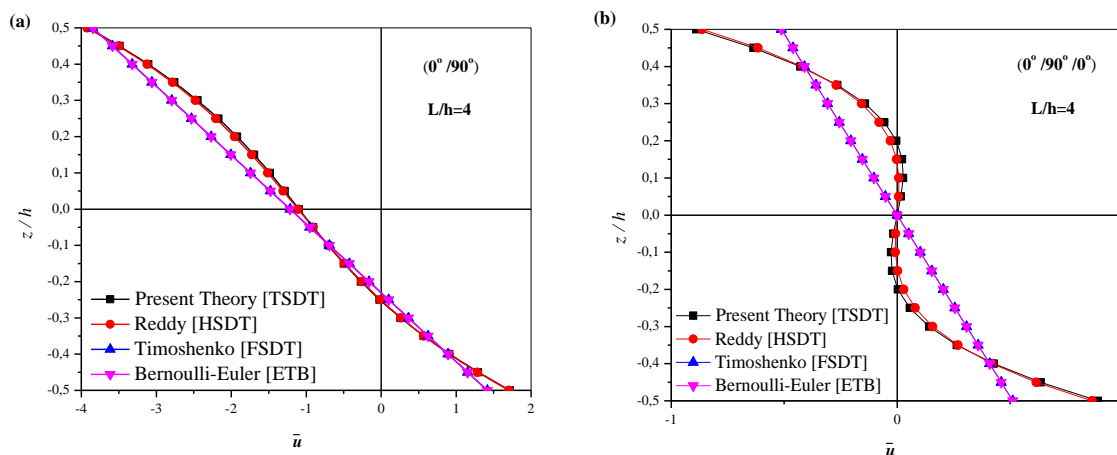 (a)
0,5
0,4
0,3
0,2
0,1
0,0
-0,1
-0,2
-0,3
-0,4
-0,5
z / h
(0° /90°)
L/h=4
Present Theory [TSDT]
Reddy [HSDT]
Timoshenko [FSDT]
Bernoulli-Euler [ETB]
-4 -3 -2 -1 0 1 2
ū
(b)
0,5
0,4
0,3
0,2
0,1
0,0
-0,1
-0,2
-0,3
-0,4
-0,5
z / h
(0° /90° /0°)
L/h=4
Present Theory [TSDT]
Reddy [HSDT]
Timoshenko [FSDT]
Bernoulli-Euler [ETB]
-1 0
ū